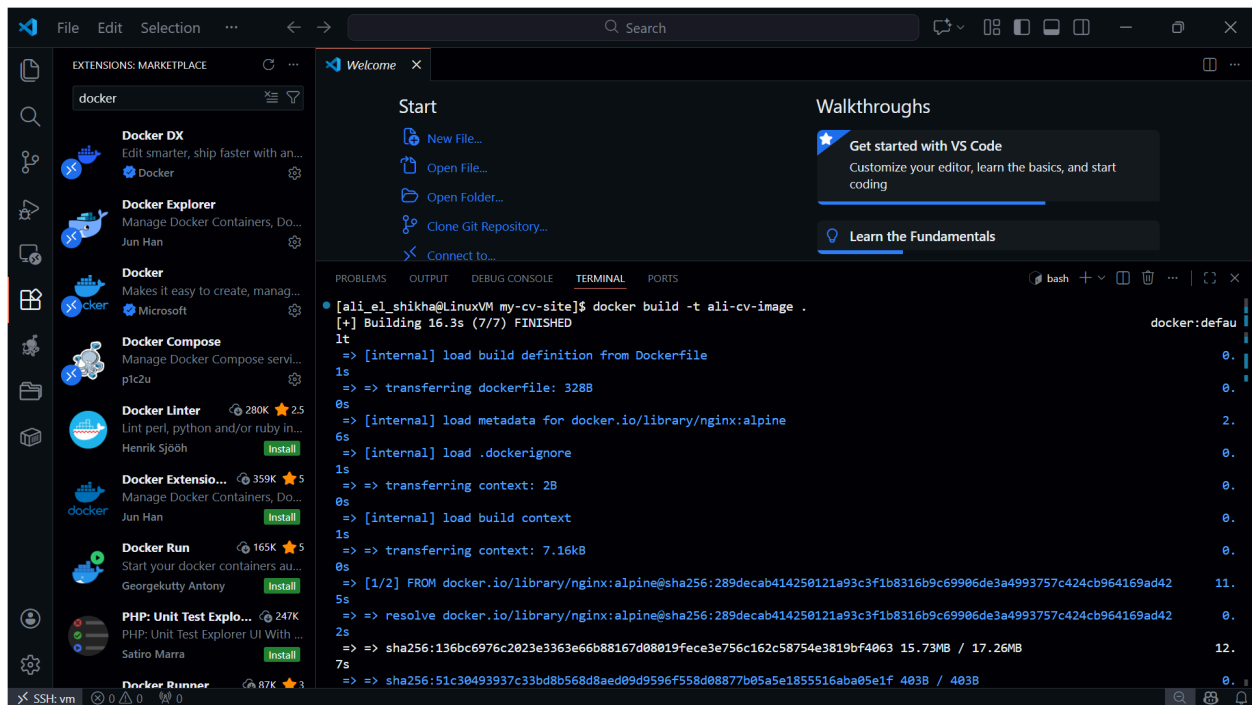 File Edit Selection ···
Search
EXTENSIONS: MARKETPLACE
docker
Docker DX
Edit smarter, ship faster with an...
Docker
Docker Explorer
Manage Docker Containers, Do...
Jun Han
Docker
Makes it easy to create, manag...
Microsoft
Docker Compose
Manage Docker Compose servi...
p1c2u
Docker Linter 280K 2.5
Lint perl, python and/or ruby in...
Henrik Sjööh Install
Docker Extensio... 359K 5
Manage Docker Containers, Do...
Jun Han Install
Docker Run 165K 5
Start your docker containers au...
Georgekutty Antony Install
PHP: Unit Test Explo... 247K
PHP: Unit Test Explorer UI With ...
Satiro Marra Install
Docker Runner 87K 3
Welcome
Start
New File...
Open File...
Open Folder...
Clone Git Repository...
Connect to...
Walkthroughs
Get started with VS Code
Customize your editor, learn the basics, and start
coding
Learn the Fundamentals
PROBLEMS OUTPUT DEBUG CONSOLE TERMINAL PORTS
bash
[ali_el_shikha@LinuxVM my-cv-site]$ docker build -t ali-cv-image .
[+] Building 16.3s (7/7) FINISHED docker:defau
lt
=> [internal] load build definition from Dockerfile 0.
1s
=> => transferring dockerfile: 328B 0.
0s
=> [internal] load metadata for docker.io/library/nginx:alpine 2.
6s
=> [internal] load .dockerignore 0.
1s
=> => transferring context: 2B 0.
0s
=> [internal] load build context 0.
1s
=> => transferring context: 7.16kB 0.
0s
=> [1/2] FROM docker.io/library/nginx:alpine@sha256:289decab414250121a93c3f1b8316b9c69906de3a4993757c424cb964169ad42 11.
5s
=> => resolve docker.io/library/nginx:alpine@sha256:289decab414250121a93c3f1b8316b9c69906de3a4993757c424cb964169ad42 0.
2s
=> => sha256:136bc6976c2023e3363e66b88167d08019fece3e756c162c58754e3819bf4063 15.73MB / 17.26MB 12.
7s
=> => sha256:51c30493937c33bd8b568d8aed09d9596f558d08877b05a5e1855516aba05e1f 403B / 403B 0.
SSH: vm 0 0 0